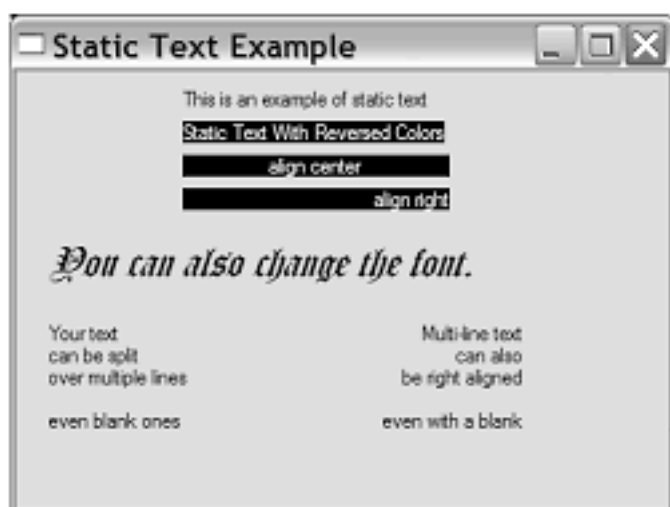 Static Text Example
This is an example of static text
Static Text With Reversed Colors
align center
align right
You can also change the font.
Your text
can be split
over multiple lines

even blank ones
Multi-line text
can also
be right aligned

even with a blank